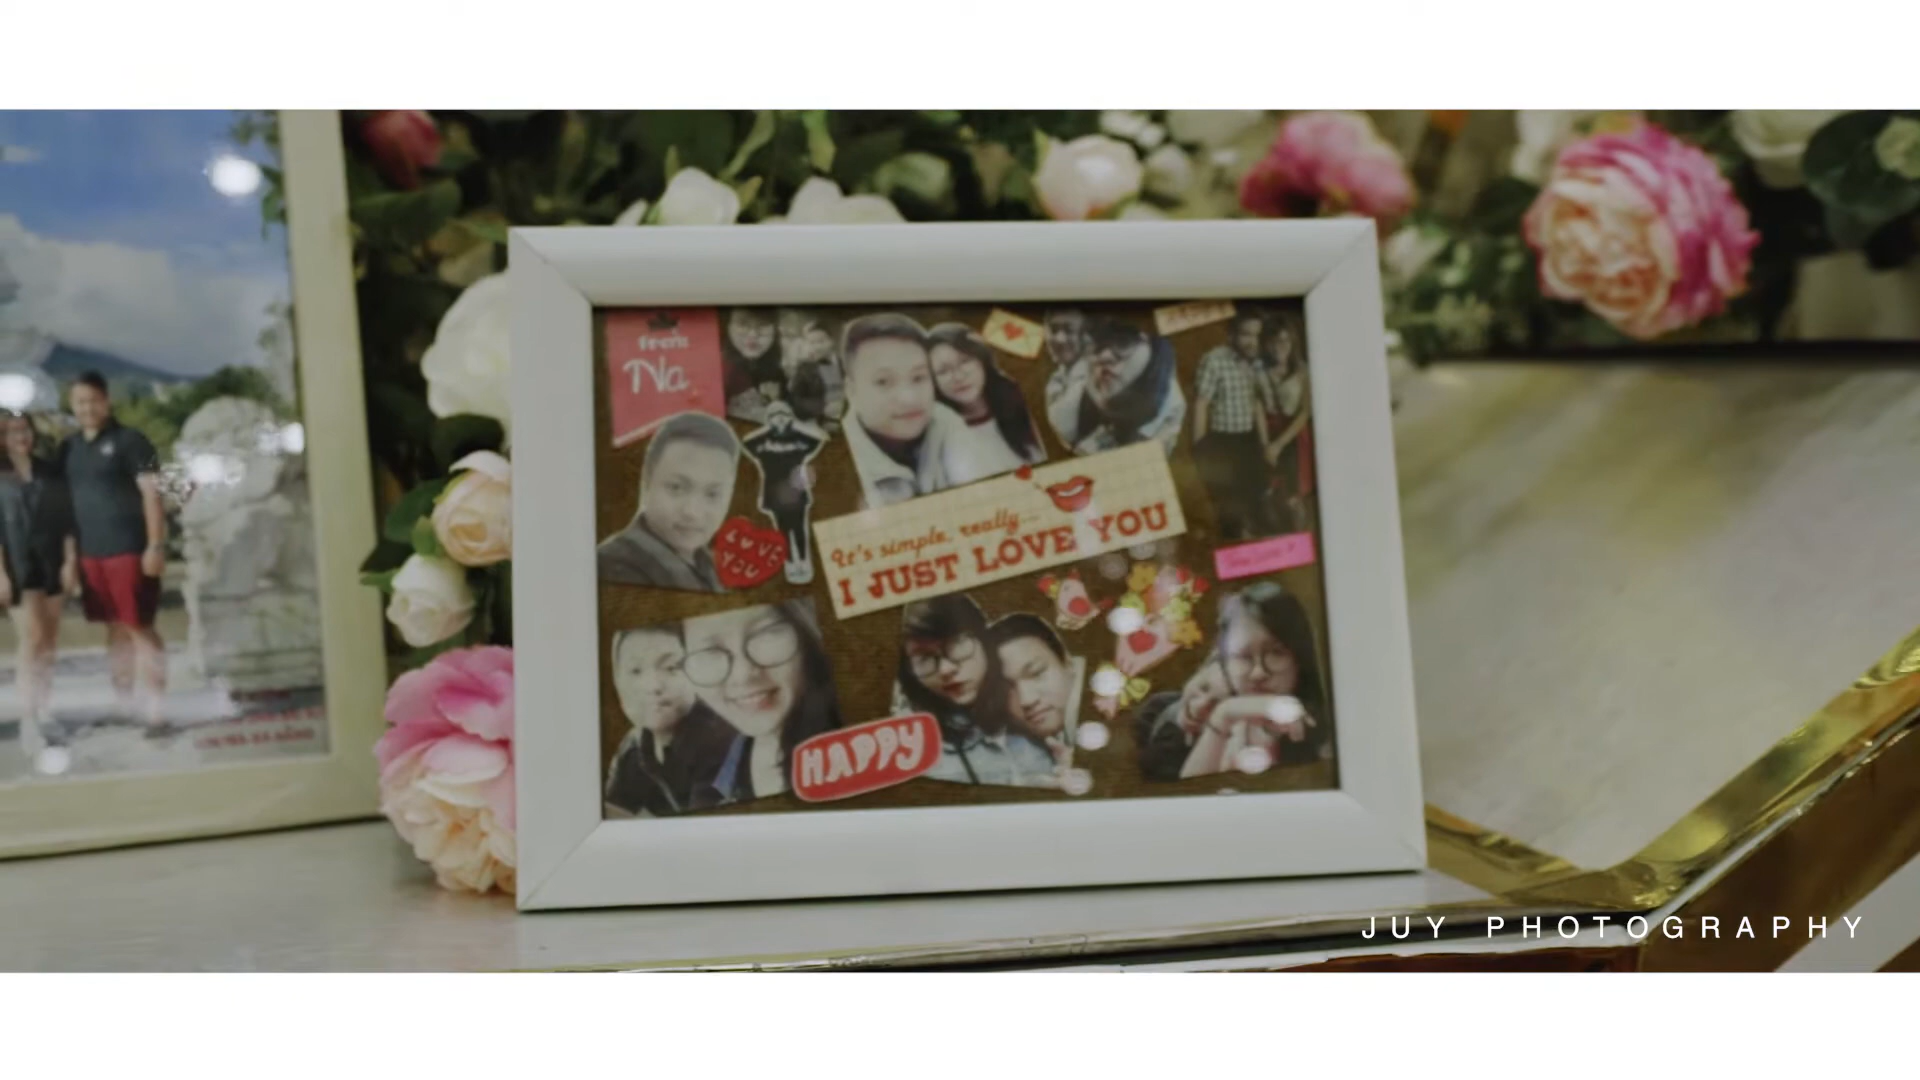 from
Na
LOVE
YOU
It's simple, really...
I JUST LOVE YOU
HAPPY
JUY PHOTOGRAPHY